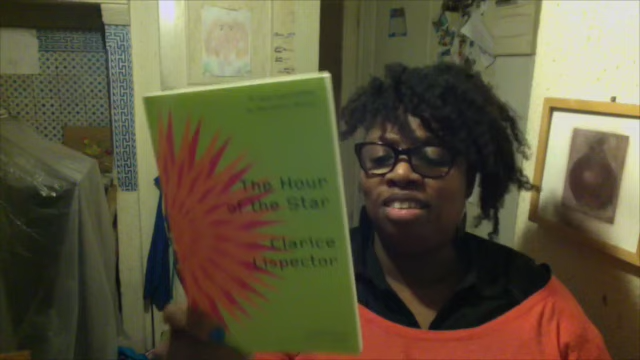 The Hour
of the Star
Clarice
Lispector